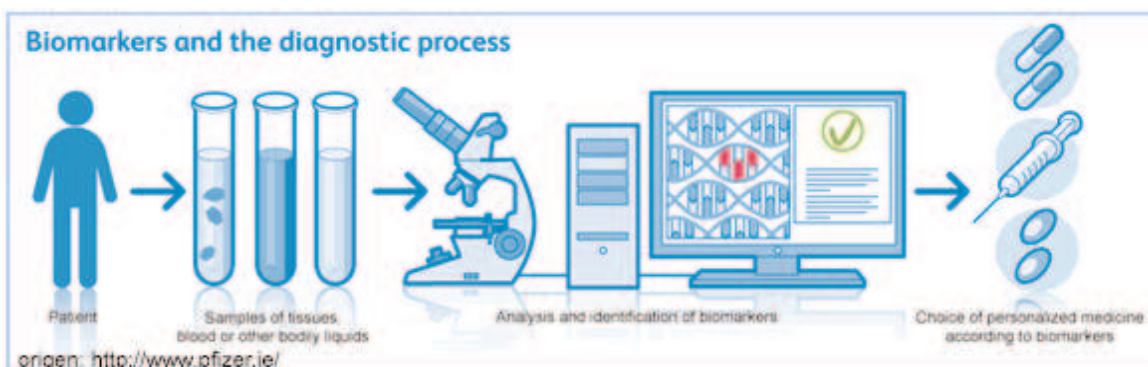 Biomarkers and the diagnostic process
Patient
Samples of tissues,
blood or other bodily liquids
Analysis and identification of biomarkers
Choice of personalized medicine
according to biomarkers
origen: http://www.pfizer.ie/